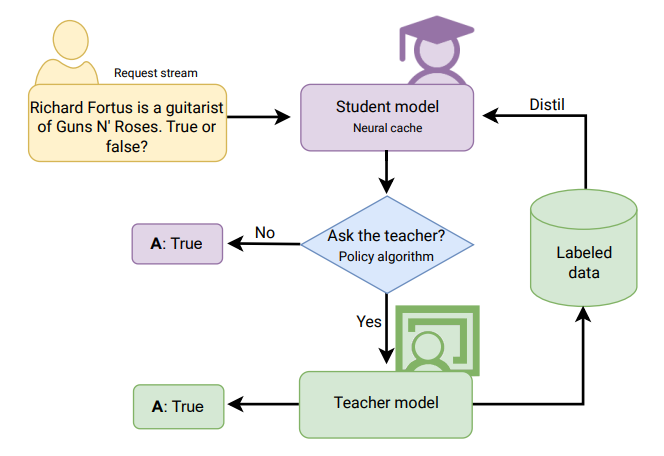 Request stream
Richard Fortus is a guitarist
of Guns N' Roses. True or
false?
Student model
Neural cache
Distil
Ask the teacher?
Policy algorithm
No
A: True
Labeled
data
Yes
Teacher model
A: True